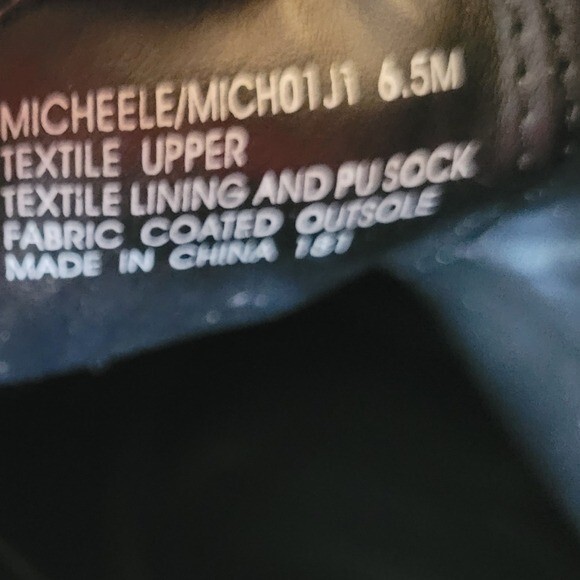 MICHEELE/MICH01J1 6.5M
TEXTILE UPPER
TEXTILE LINING AND PU SOCK
FABRIC COATED OUTSOLE
MADE IN CHINA 181